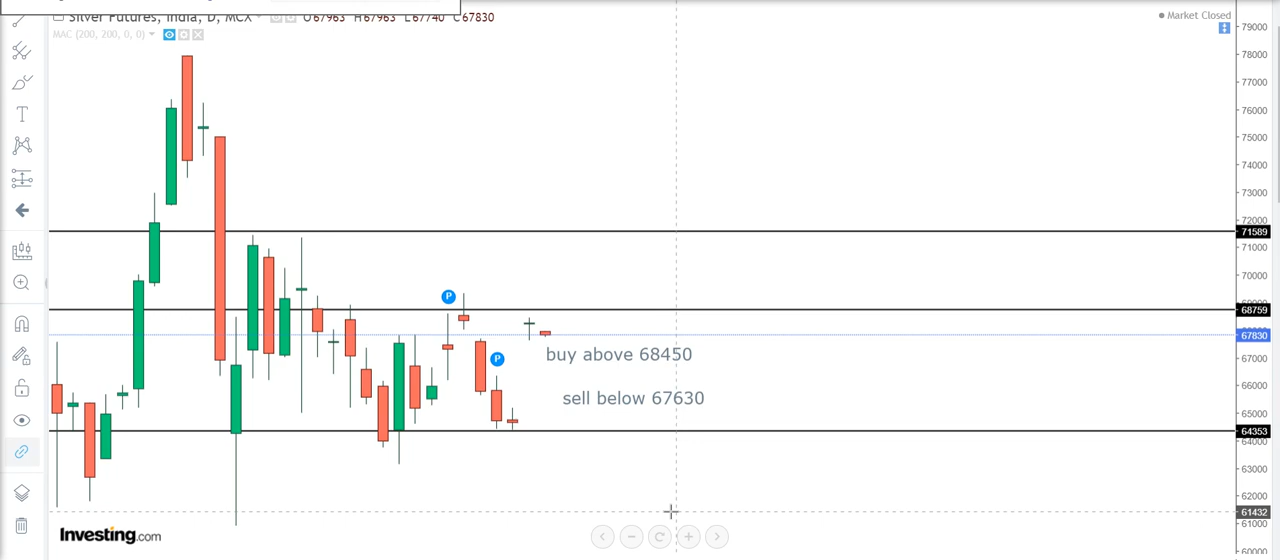 Silver Futures, India, D, MCX O67963 H67963 L67740 C67830
Market Closed
MAC (200, 200, 0, 0)
79000
78000
77000
76000
75000
74000
73000
72000
71589
71000
70000
68759
67830
67000
buy above 68450
66000
sell below 67630
65000
64353
64000
63000
62000
61432
61000
60000
P
P
Investing.com